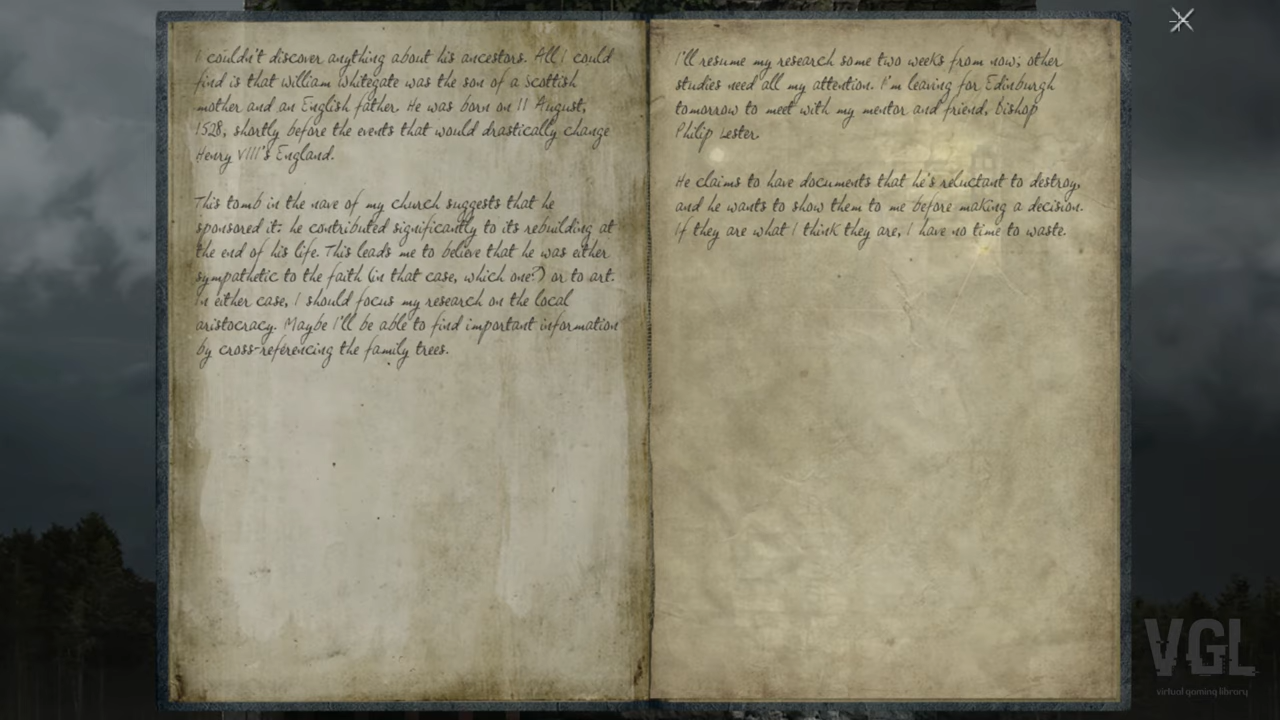 I couldn't discover anything about his ancestors. All I could
find is that William Whitegate was the son of a Scottish
mother and an English father. He was born on 11 August,
1528, shortly before the events that would drastically change
Henry VIII's England.
This tomb in the nave of my church suggests that he
sponsored it: he contributed significantly to its rebuilding at
the end of his life. This leads me to believe that he was either
sympathetic to the faith (in that case, which one?) or to art.
In either case, I should focus my research on the local
aristocracy. Maybe I'll be able to find important information
by cross-referencing the family trees.
I'll resume my research some two weeks from now; other
studies need all my attention. I'm leaving for Edinburgh
tomorrow to meet with my mentor and friend, Bishop
Philip Lester.
He claims to have documents that he's reluctant to destroy,
and he wants to show them to me before making a decision.
If they are what I think they are, I have no time to waste.
VGL
virtual gaming library